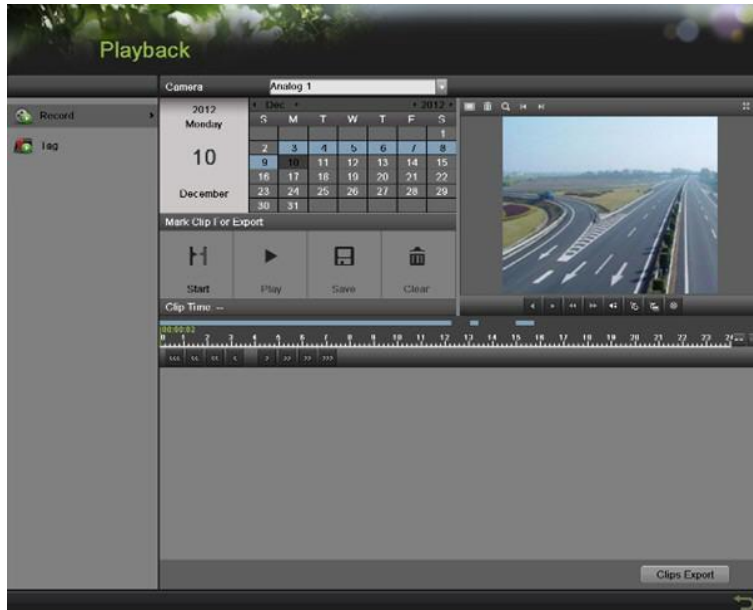 Playback
Camera Analog 1
Record
Tag
2012
Monday
10
December
Dec 2012
S M T W T F S
1
2 3 4 5 6 7 8
9 10 11 12 13 14 15
16 17 18 19 20 21 22
23 24 25 26 27 28 29
30 31
Mark Clip For Export
Start Play Save Clear
Clip Time --
00:00:02
0 1 2 3 4 5 6 7 8 9 10 11 12 13 14 15 16 17 18 19 20 21 22 23 24
<<< << << < > >> >> >>>
Clips Export